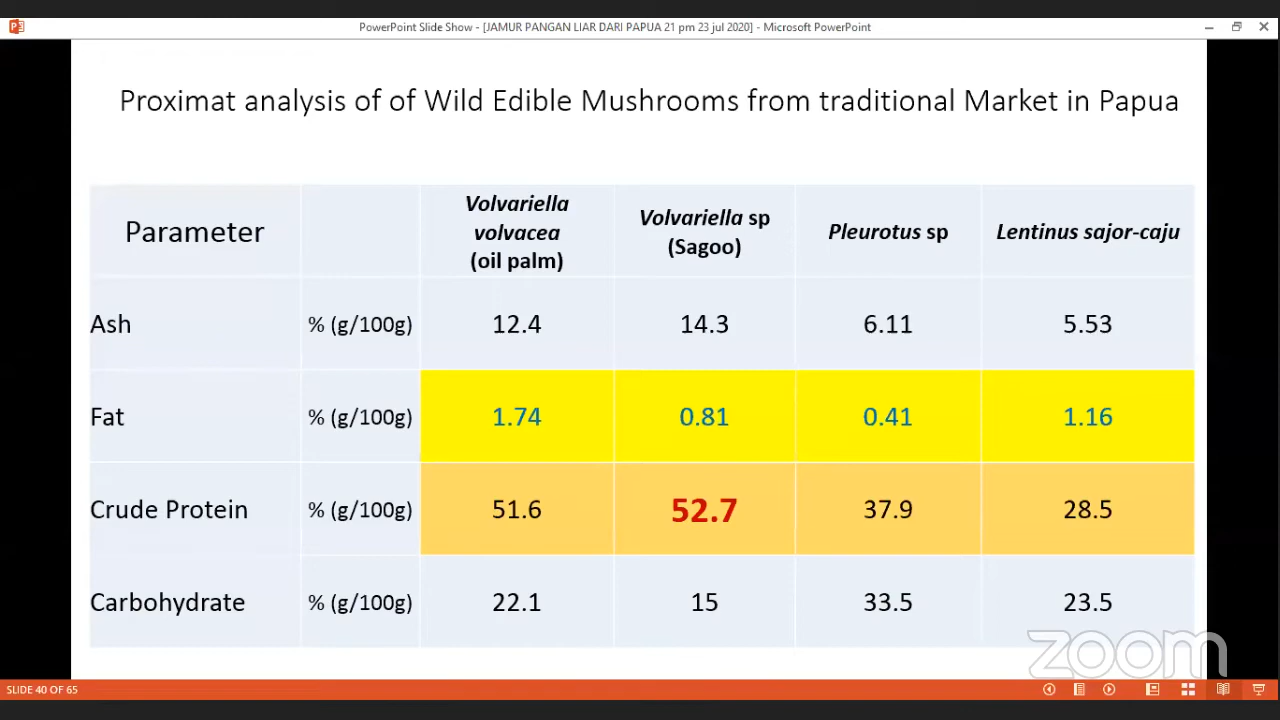 PowerPoint Slide Show - [JAMUR PANGAN LIAR DARI PAPUA 21 pm 23 jul 2020] - Microsoft PowerPoint
Proximat analysis of of Wild Edible Mushrooms from traditional Market in Papua
Parameter
Volvariella
volvacea
(oil palm)
Volvariella sp
(Sagoo)
Pleurotus sp
Lentinus sajor-caju
Ash % (g/100g) 12.4 14.3 6.11 5.53
Fat % (g/100g) 1.74 0.81 0.41 1.16
Crude Protein % (g/100g) 51.6 52.7 37.9 28.5
Carbohydrate % (g/100g) 22.1 15 33.5 23.5
zoom
SLIDE 40 OF 65